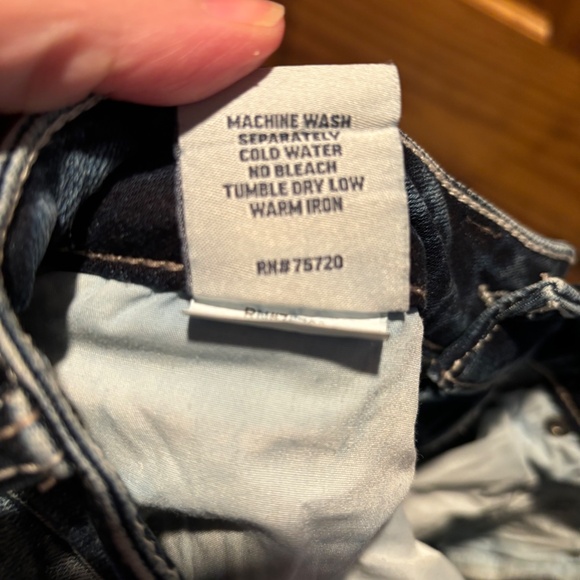 MACHINE WASH
SEPARATELY
COLD WATER
NO BLEACH
TUMBLE DRY LOW
WARM IRON
RN# 75720